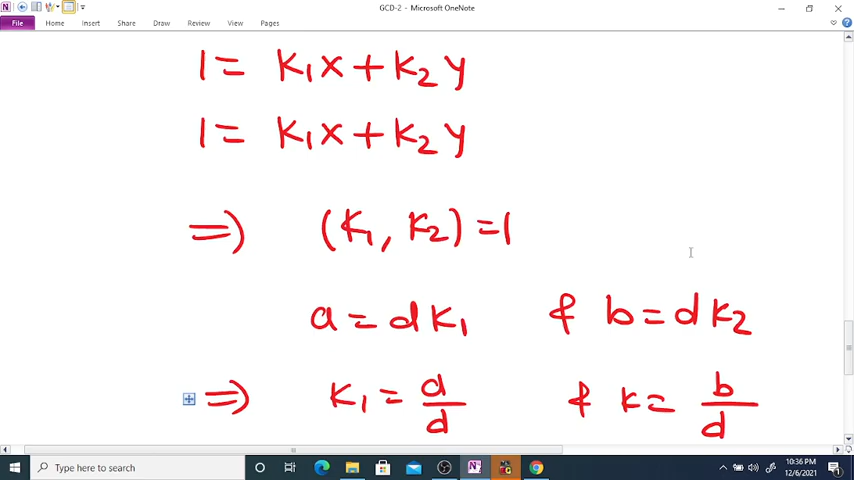 GCD-2 - Microsoft OneNote
File Home Insert Share Draw History Review View Pages
1 = K₁x + K₂y
1 = K₁x + K₂y
⇒ (K₁, K₂) = 1
a = dK₁ & b = dK₂
⇒ K₁ = d/d & K = b/d
Type here to search
10:36 PM
12/6/2021